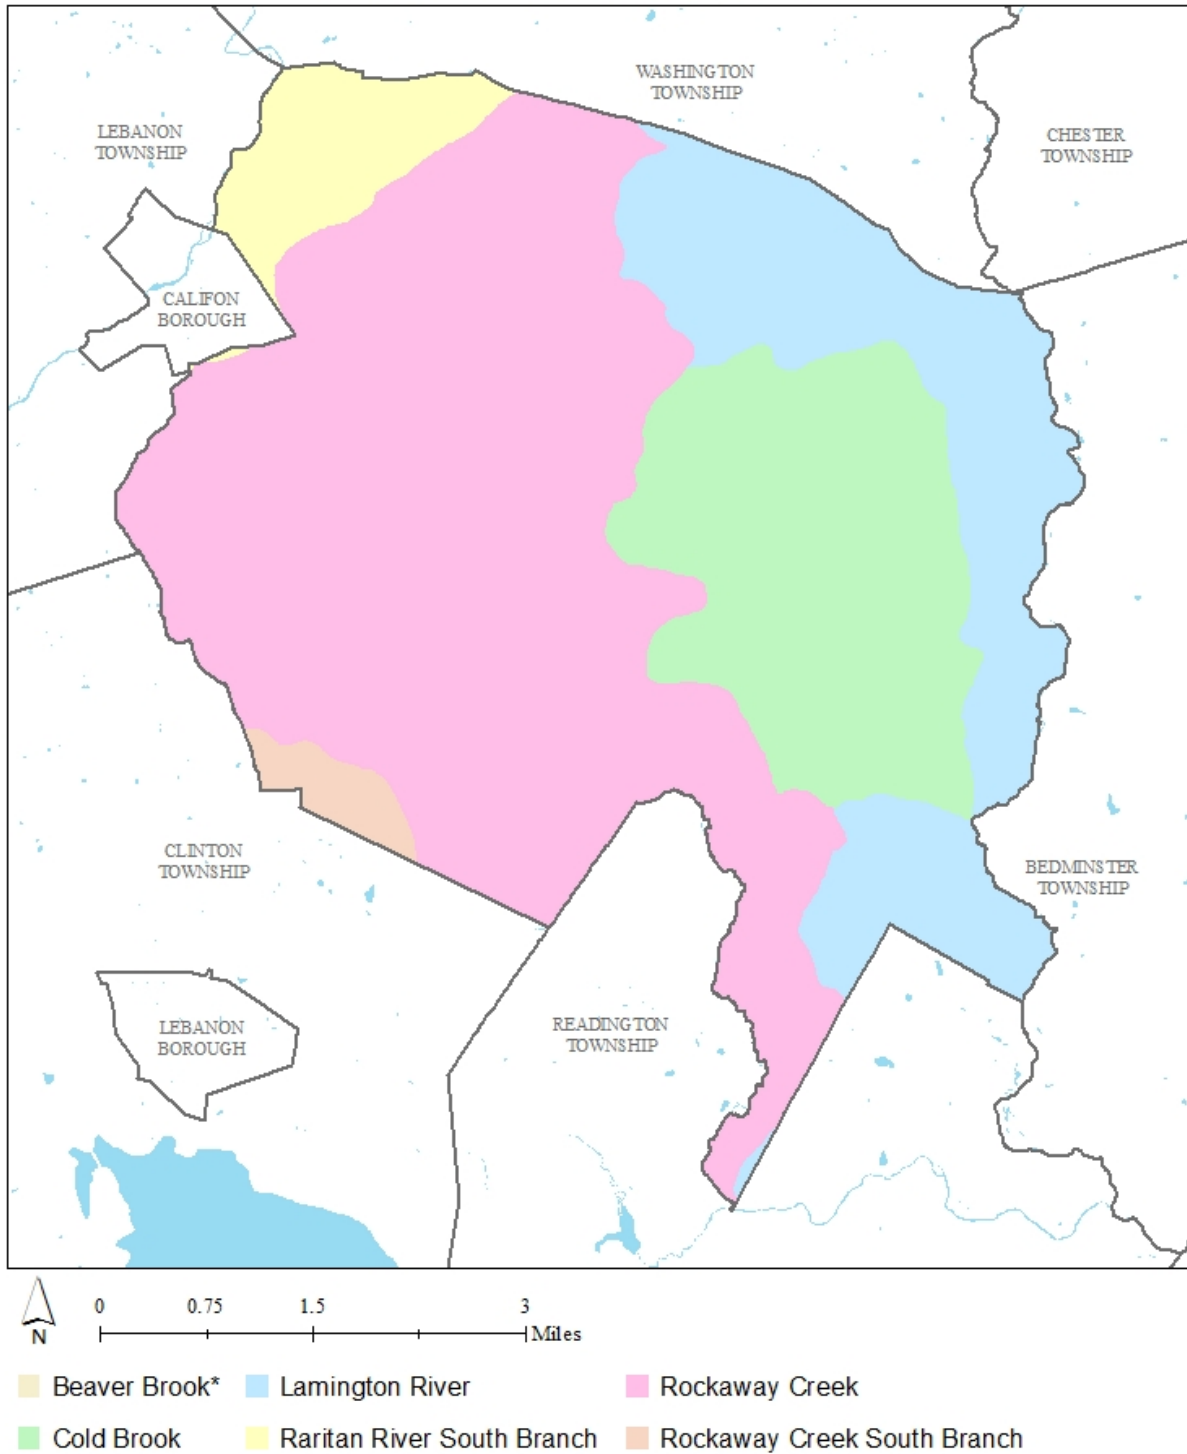 WASHINGTON
TOWNSHIP
LEBANON
TOWNSHIP
CHESTER
TOWNSHIP
CALIFON
BOROUGH
CLINTON
TOWNSHIP
BEDMINSTER
TOWNSHIP
LEBANON
BOROUGH
READINGTON
TOWNSHIP
N
0 0.75 1.5 3
Miles
Beaver Brook* Lamington River Rockaway Creek
Cold Brook Raritan River South Branch Rockaway Creek South Branch